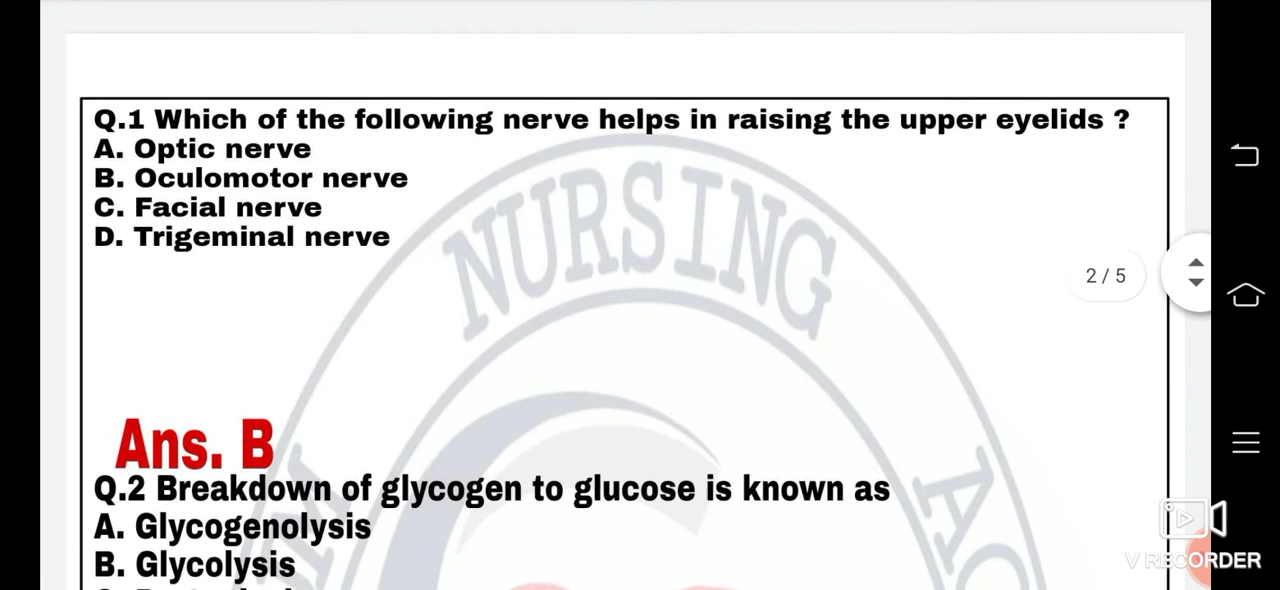 NURSING
Q.1 Which of the following nerve helps in raising the upper eyelids ?
A. Optic nerve
B. Oculomotor nerve
C. Facial nerve
D. Trigeminal nerve
2 / 5
Ans. B
Q.2 Breakdown of glycogen to glucose is known as
A. Glycogenolysis
B. Glycolysis
V RECORDER